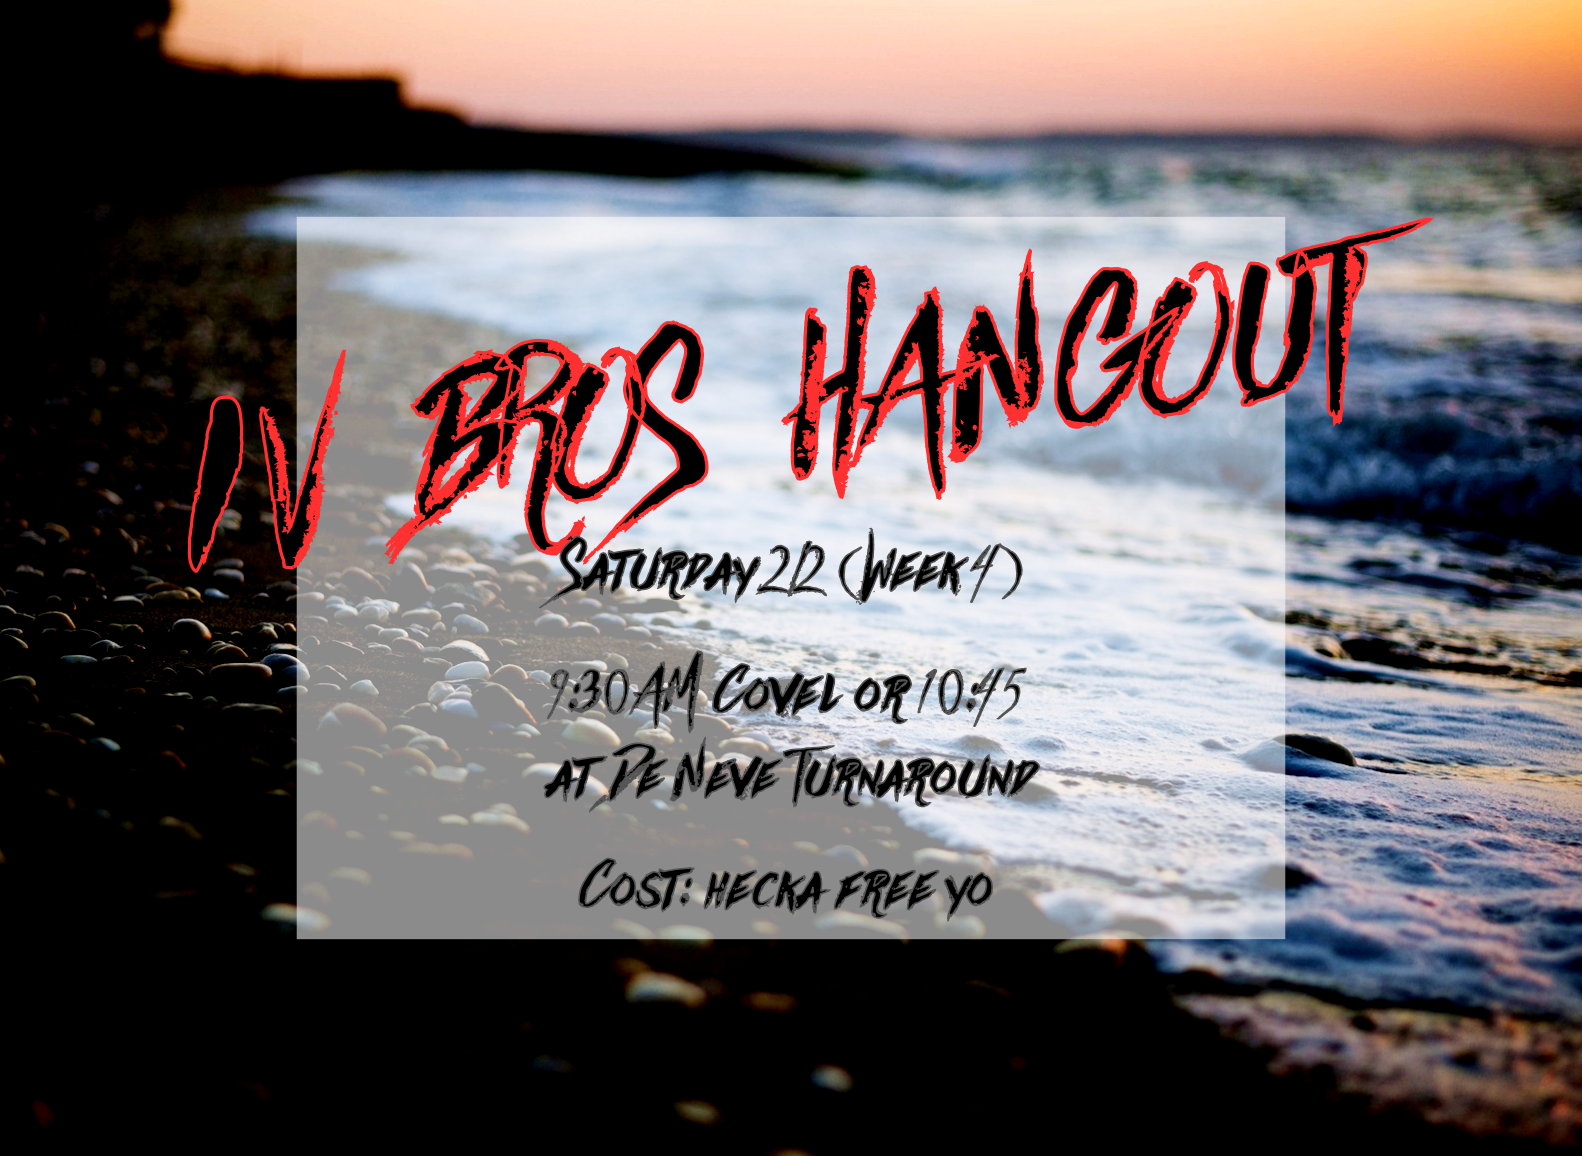 IV BROS HANGOUT
SATURDAY 2/2 (WEEK 4)
9:30AM COVEL OR 10:45
AT DE NEVE TURNAROUND
COST: HECKA FREE YO